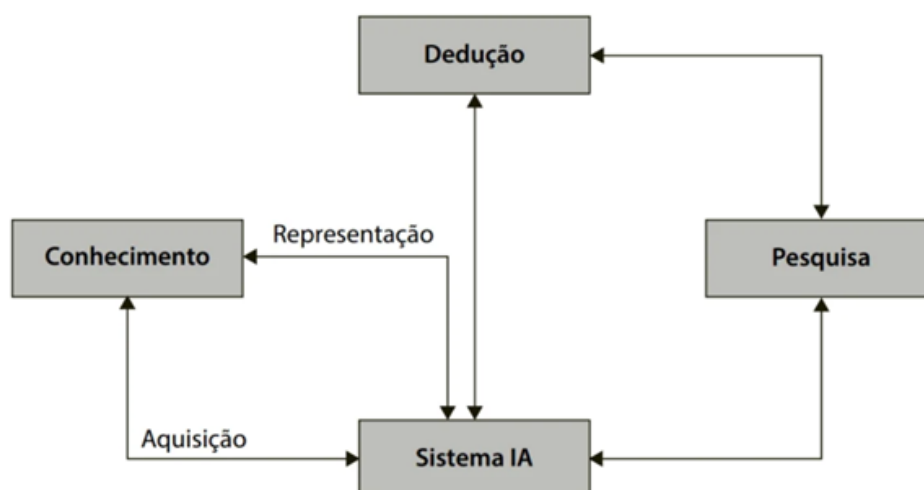 Dedução
Representação
Conhecimento
Pesquisa
Aquisição
Sistema IA